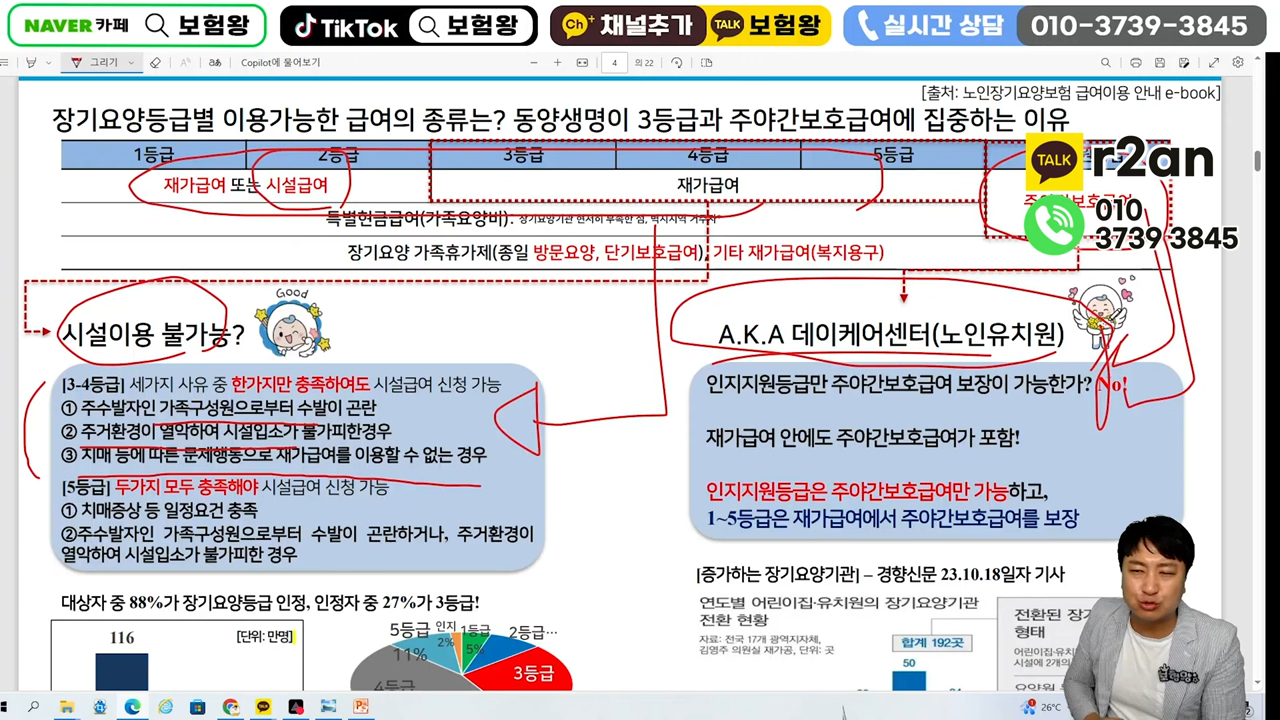 NAVER 카페 보험왕
TikTok 보험왕
Ch+ 채널추가 TALK 보험왕
실시간 상담 010-3739-3845
그리기
Copilot에 물어보기
4 의 22
[출처: 노인장기요양보험 급여이용 안내 e-book]
장기요양등급별 이용가능한 급여의 종류는? 동양생명이 3등급과 주야간보호급여에 집중하는 이유
1등급 2등급 3등급 4등급 5등급
재가급여 또는 시설급여 재가급여
TALK r2an
010
3739 3845
특별현금급여(가족요양비):
장기요양 가족휴가제(종일 방문요양, 단기보호급여), 기타 재가급여(복지용구)
Good
시설이용 불가능?
A.K.A 데이케어센터(노인유치원)
[3-4등급] 세가지 사유 중 한가지만 충족하여도 시설급여 신청 가능
① 주수발자인 가족구성원으로부터 수발이 곤란
② 주거환경이 열악하여 시설입소가 불가피한경우
③ 치매 등에 따른 문제행동으로 재가급여를 이용할 수 없는 경우
[5등급] 두가지 모두 충족해야 시설급여 신청 가능
① 치매증상 등 일정요건 충족
②주수발자인 가족구성원으로부터 수발이 곤란하거나, 주거환경이
열악하여 시설입소가 불가피한 경우
인지지원등급만 주야간보호급여 보장이 가능한가? No!
재가급여 안에도 주야간보호급여가 포함!
인지지원등급은 주야간보호급여만 가능하고,
1~5등급은 재가급여에서 주야간보호급여를 보장
대상자 중 88%가 장기요양등급 인정, 인정자 중 27%가 3등급!
116
[단위: 만명]
5등급 11%
인지 2%
1등급 5%
2등급…
3등급
4등급
[증가하는 장기요양기관] – 경향신문 23.10.18일자 기사
연도별 어린이집·유치원의 장기요양기관
전환 현황
자료: 전국 17개 광역지자체,
김영주 의원실 재가공, 단위: 곳
합계 192곳
50
전환된 장기
형태
어린이집·유치
시설에 2개의
보험왕
26°C